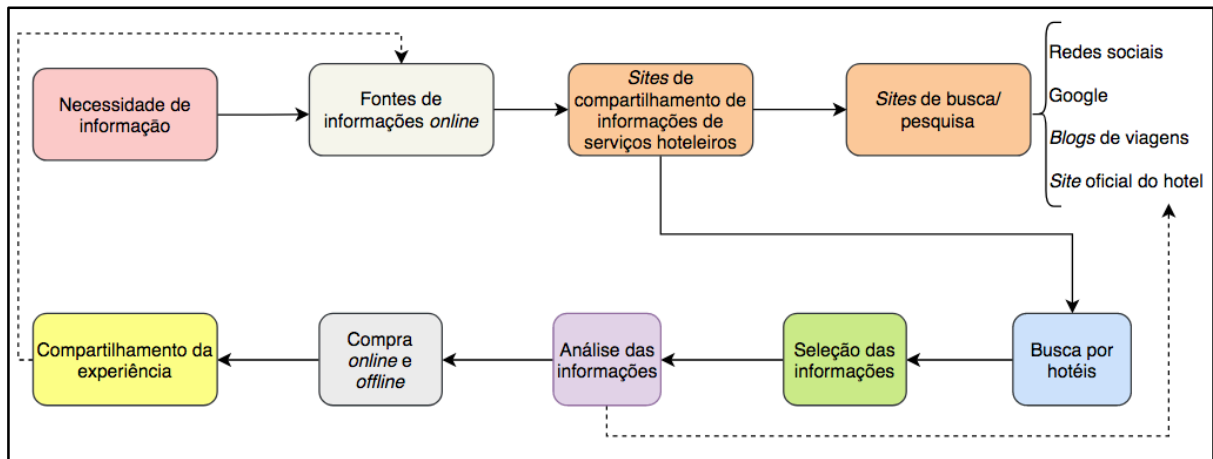 Necessidade de
informação
Fontes de
informações online
Sites de
compartilhamento de
informações de
serviços hoteleiros
Sites de busca/
pesquisa
Redes sociais
Google
Blogs de viagens
Site oficial do hotel
Compartilhamento da
experiência
Compra
online e
offline
Análise das
informações
Seleção das
informações
Busca por
hotéis